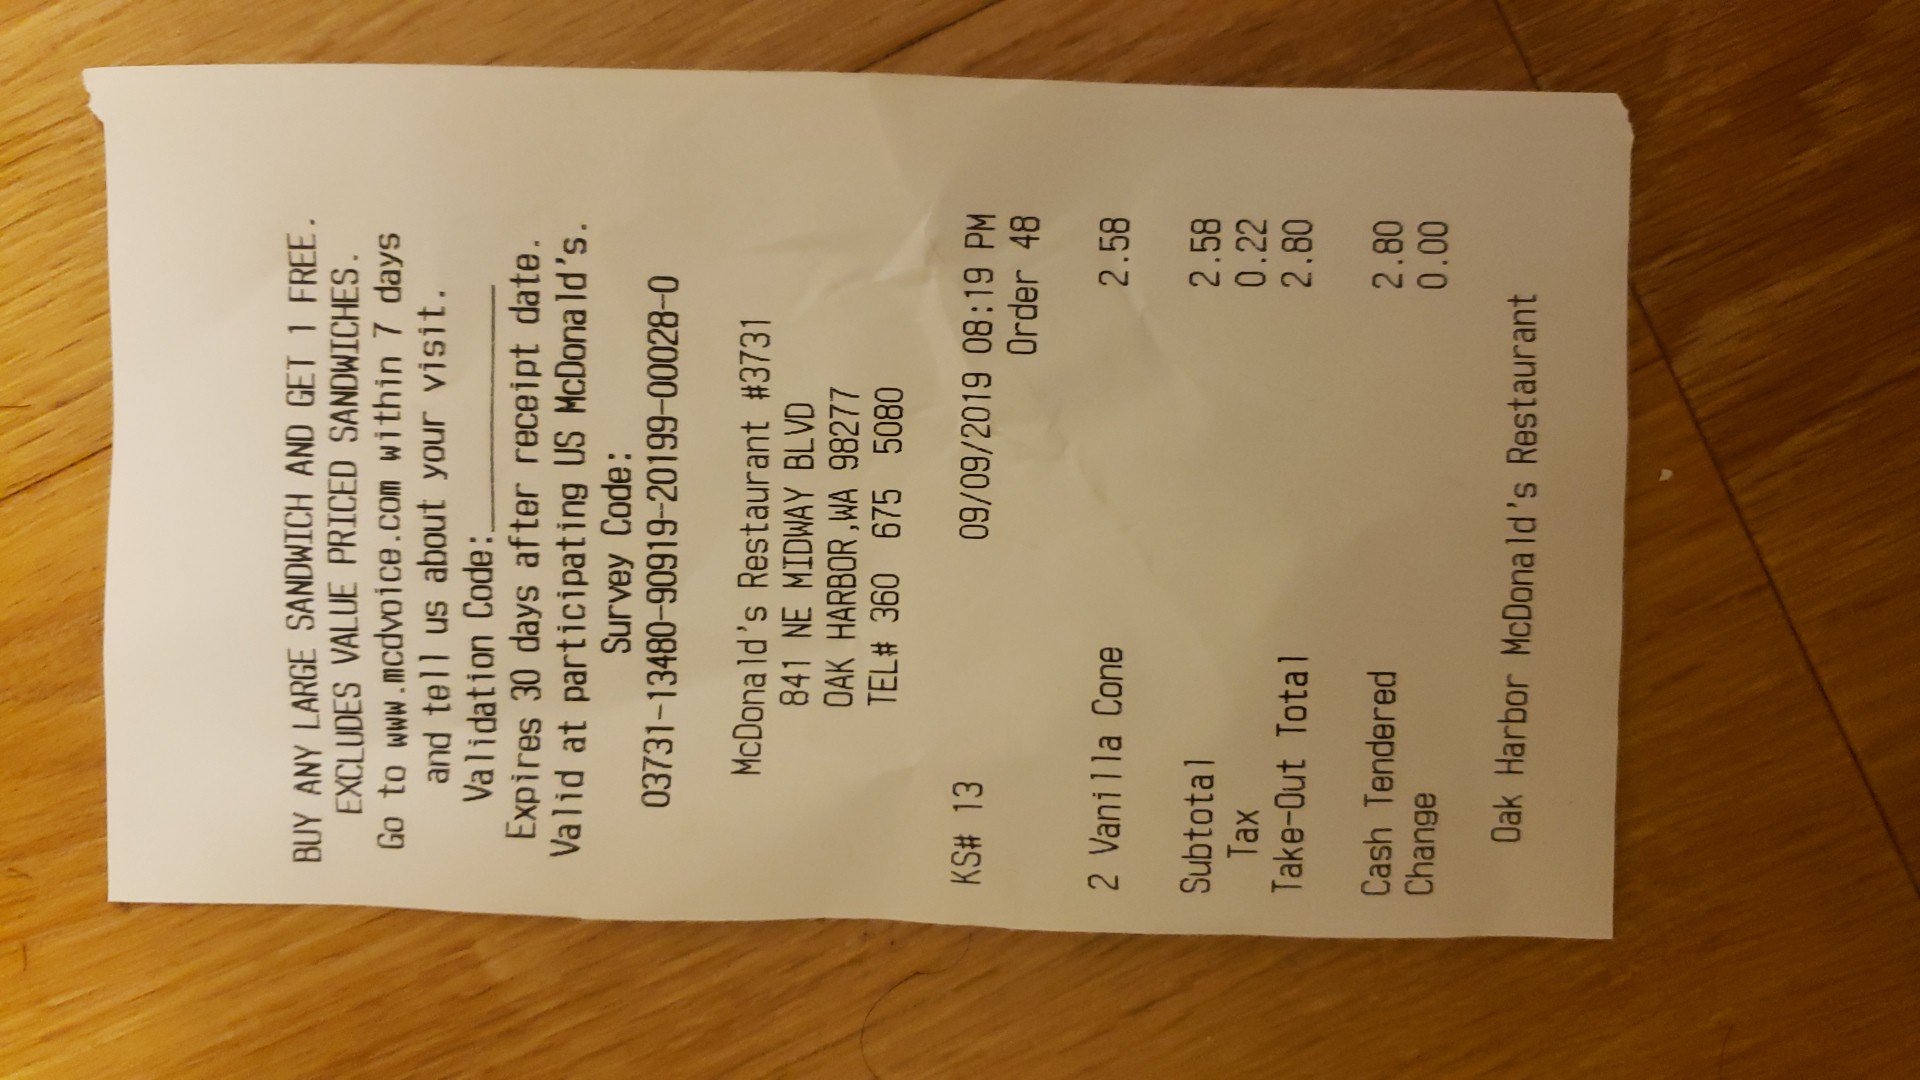 BUY ANY LARGE SANDWICH AND GET 1 FREE.
EXCLUDES VALUE PRICED SANDWICHES.
Go to www.mcdvoice.com within 7 days
and tell us about your visit.
Validation Code:__________
Expires 30 days after receipt date.
Valid at participating US McDonald's.
Survey Code:
03731-13480-90919-20199-00028-0
McDonald's Restaurant #3731
841 NE MIDWAY BLVD
OAK HARBOR,WA 98277
TEL# 360 675 5080
KS# 13 09/09/2019 08:19 PM
Order 48
2 Vanilla Cone 2.58
Subtotal 2.58
Tax 0.22
Take-Out Total 2.80
Cash Tendered 2.80
Change 0.00
Oak Harbor McDonald's Restaurant